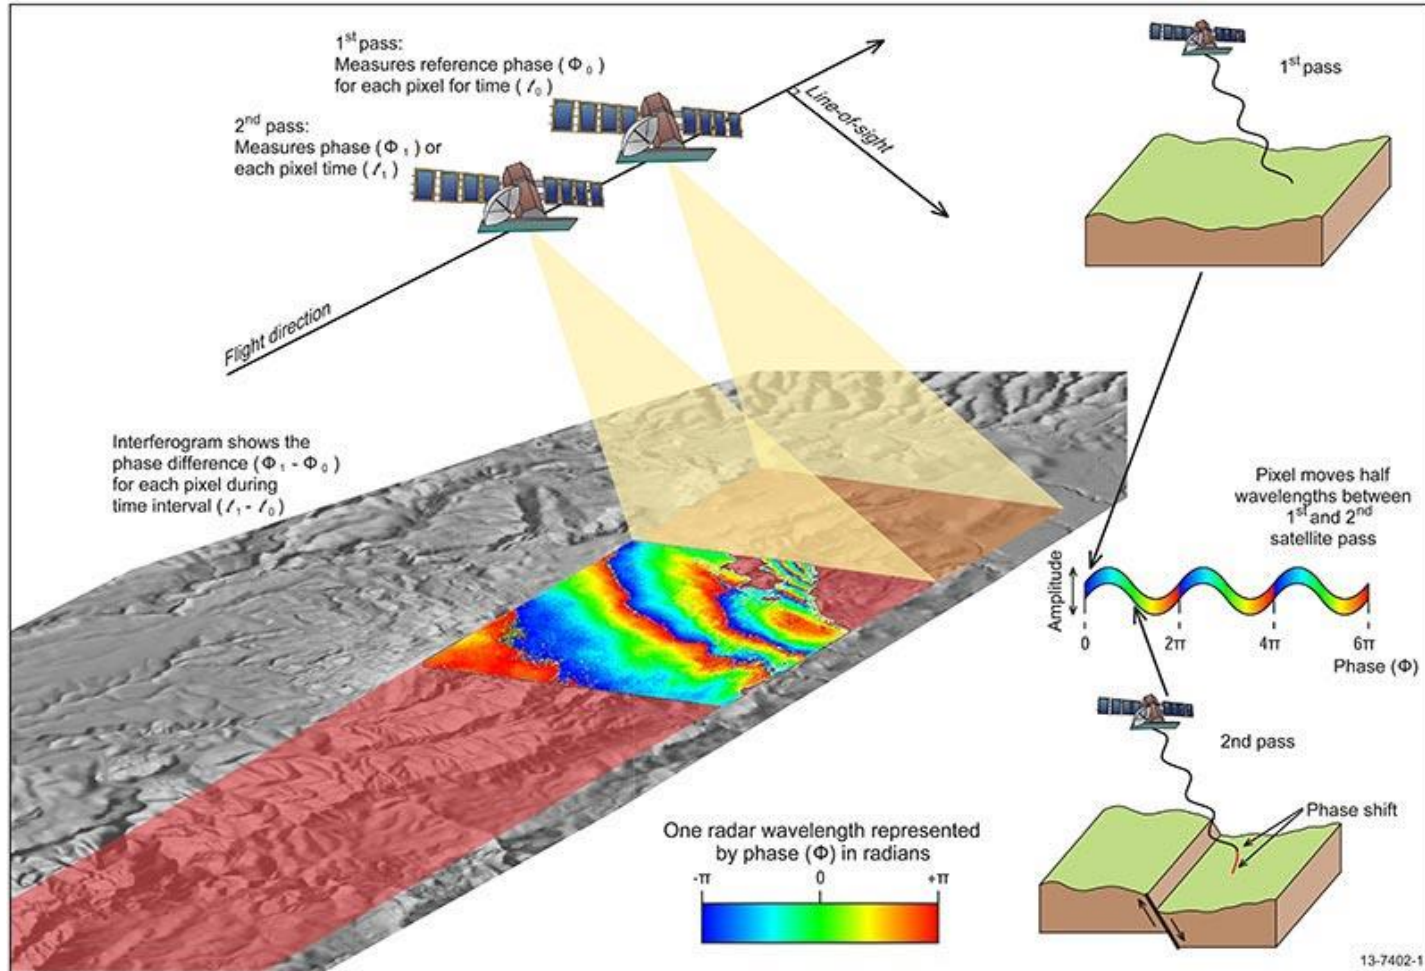 1st pass:
Measures reference phase (Φ0)
for each pixel for time (t0)
2nd pass:
Measures phase (Φ1) or
each pixel time (t1)
Line-of-sight
Flight direction
1st pass
Interferogram shows the
phase difference (Φ1 - Φ0)
for each pixel during
time interval (t1 - t0)
Pixel moves half
wavelengths between
1st and 2nd
satellite pass
Amplitude
0 2π 4π 6π
Phase (Φ)
2nd pass
Phase shift
One radar wavelength represented
by phase (Φ) in radians
-π 0 +π
13-7402-1